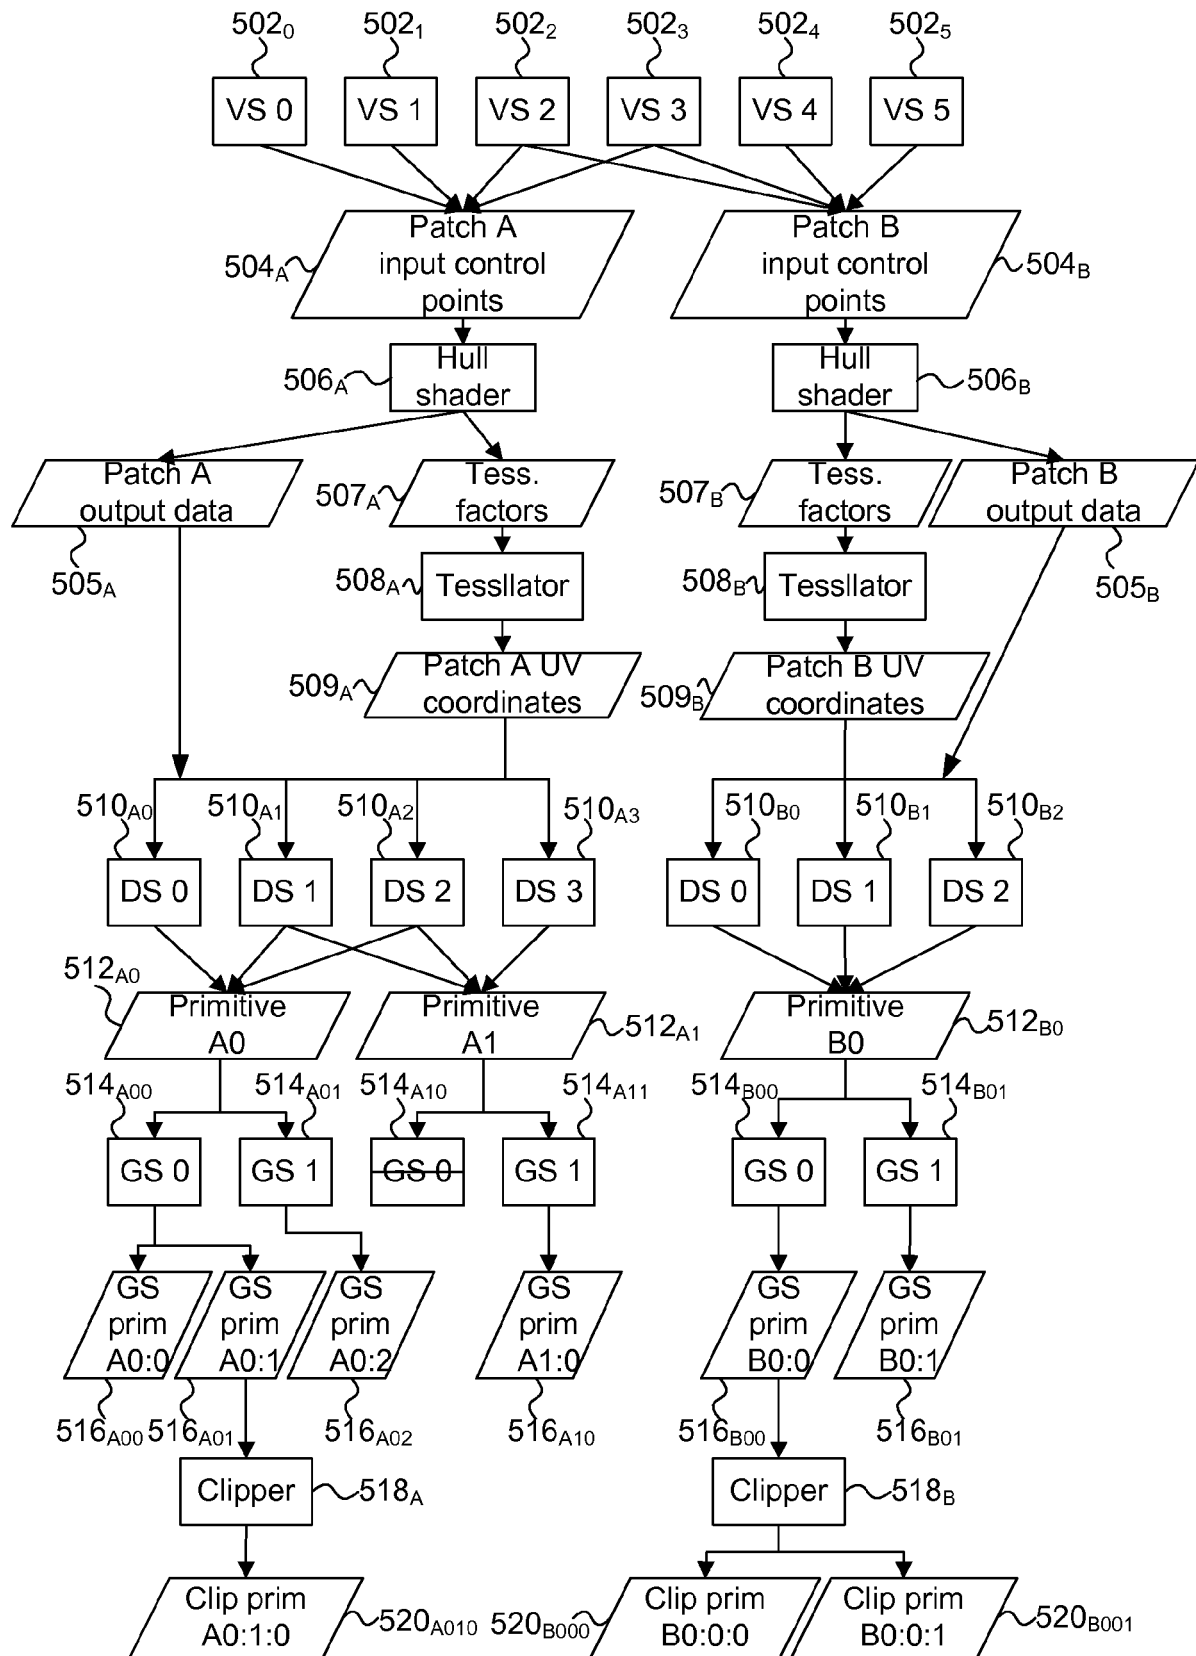 502₀ 502₁ 502₂ 502₃ 502₄ 502₅
VS 0 VS 1 VS 2 VS 3 VS 4 VS 5
Patch A
input control
points
504A
Patch B
input control
points
504B
Hull
shader
506A
Hull
shader
506B
Patch A
output data
505A
Tess.
factors
507A
Tess.
factors
507B
Patch B
output data
505B
508A
Tessllator
508B
Tessllator
Patch A UV
coordinates
509A
Patch B UV
coordinates
509B
510A0 510A1 510A2 510A3 510B0 510B1 510B2
DS 0 DS 1 DS 2 DS 3 DS 0 DS 1 DS 2
512A0
Primitive
A0
Primitive
A1
512A1
Primitive
B0
512B0
514A00 514A01 514A10 514A11 514B00 514B01
GS 0 GS 1 GS 0 GS 1 GS 0 GS 1
GS
prim
A0:0
GS
prim
A0:1
GS
prim
A0:2
GS
prim
A1:0
GS
prim
B0:0
GS
prim
B0:1
516A00 516A01 516A02 516A10 516B00 516B01
Clipper 518A Clipper 518B
Clip prim
A0:1:0
520A010
520B000
Clip prim
B0:0:0
Clip prim
B0:0:1
520B001